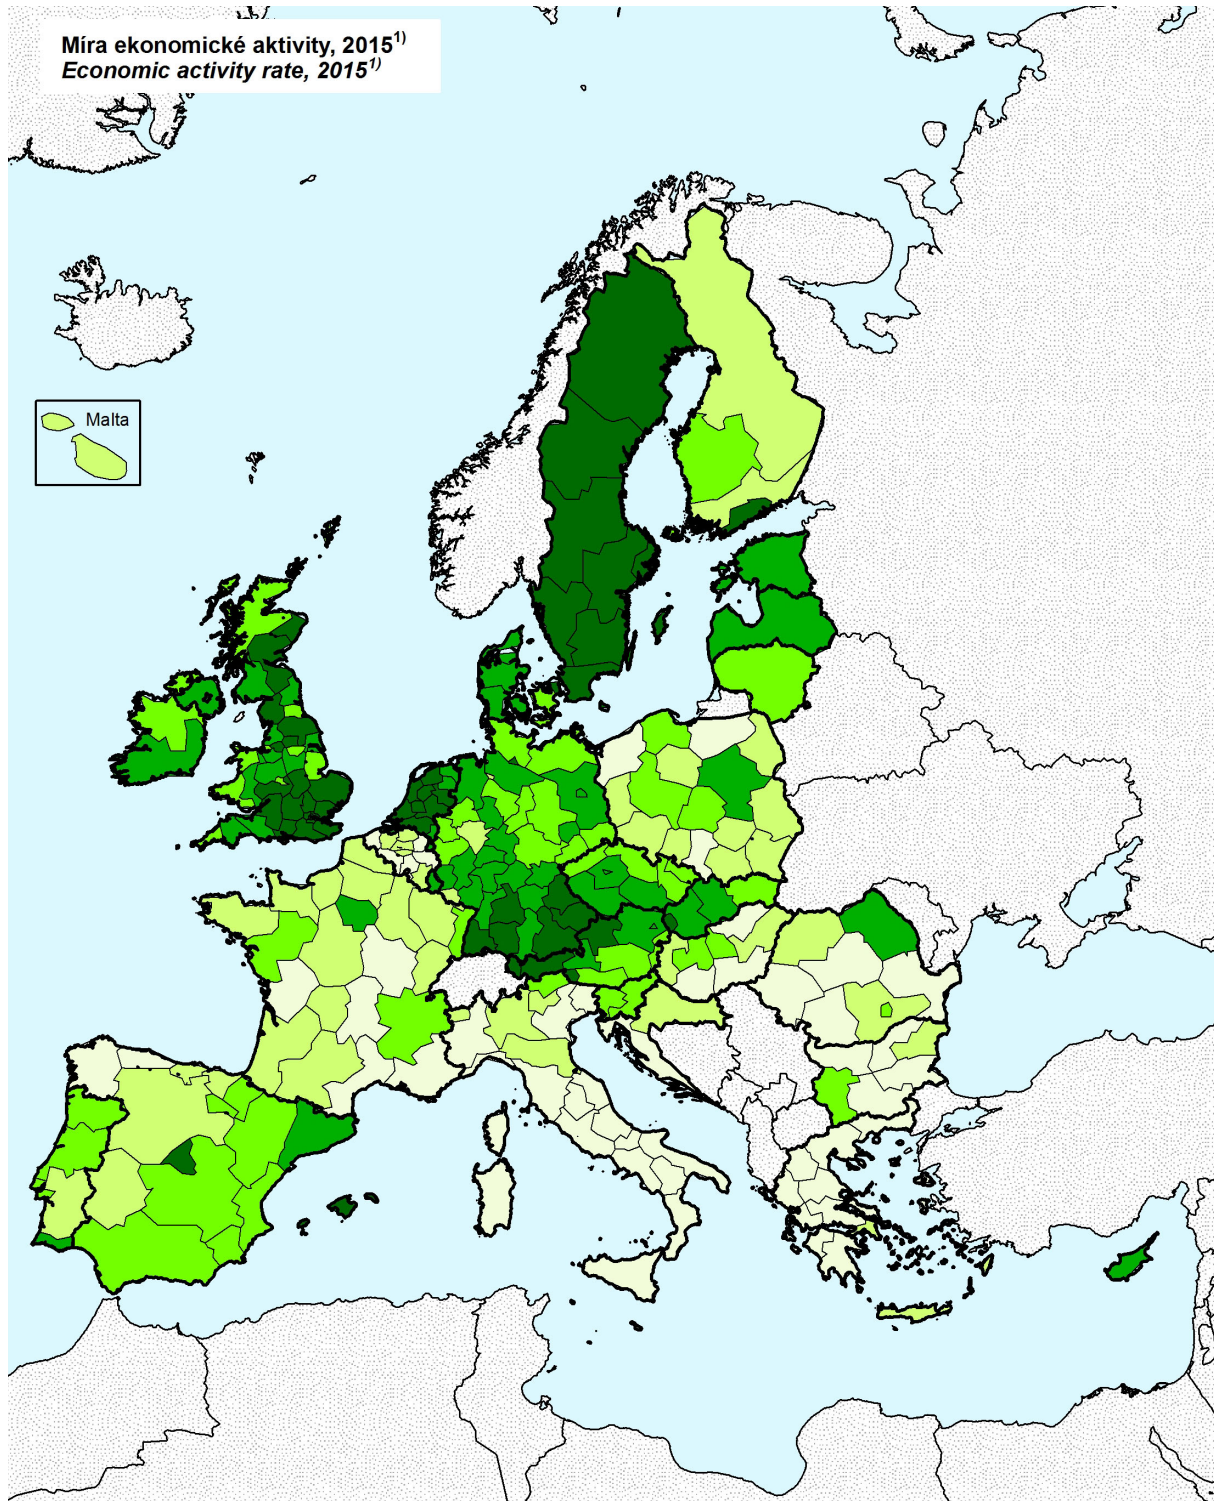 Míra ekonomické aktivity, 2015¹⁾
Economic activity rate, 2015¹⁾
Malta